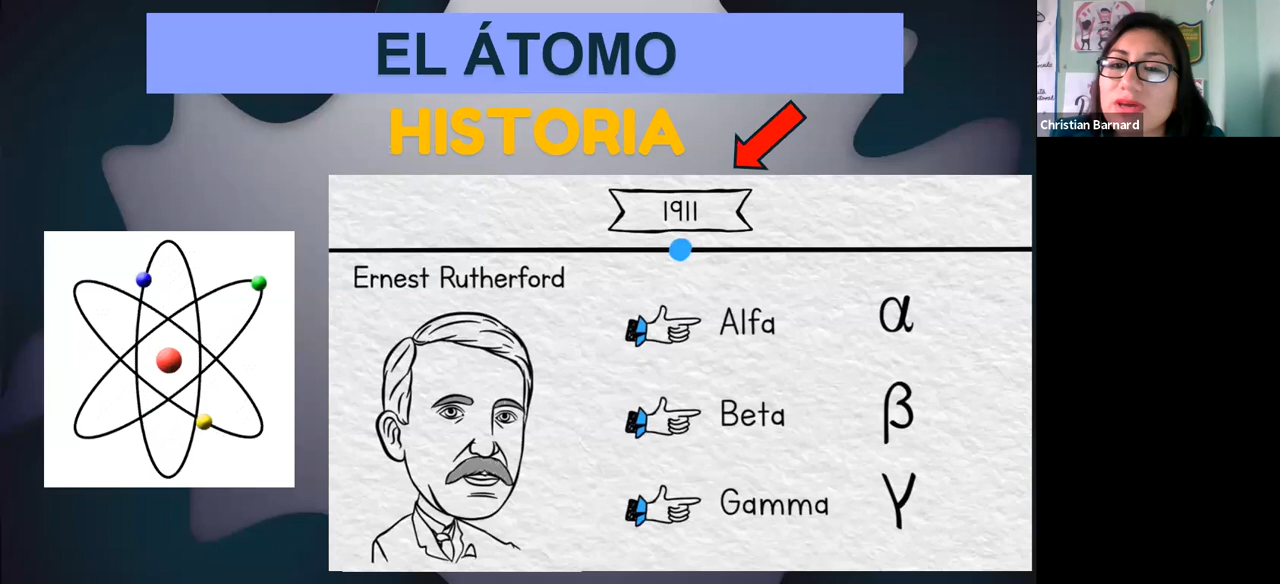 EL ÁTOMO
HISTORIA
1911
Ernest Rutherford
Alfa α
Beta β
Gamma γ
Christian Barnard